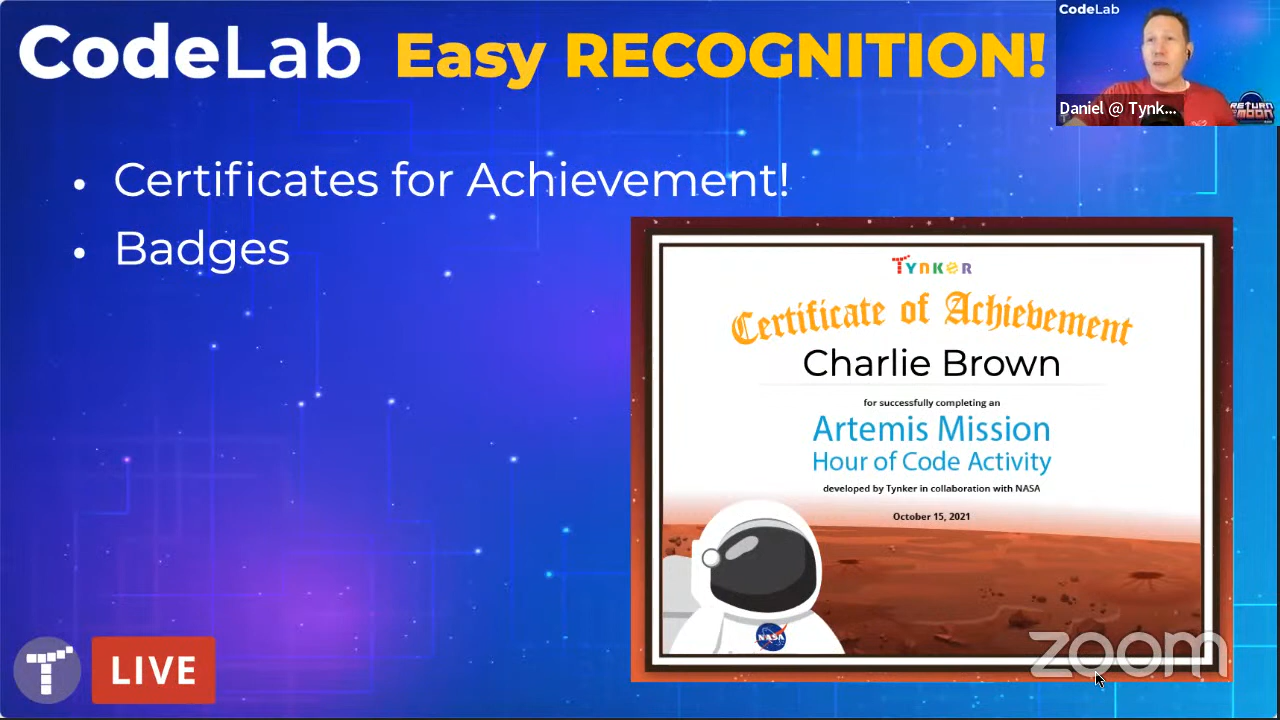 CodeLab Easy RECOGNITION!
CodeLab
Daniel @ Tynk...
RETURN
MOON
• Certificates for Achievement!
• Badges
TYNKER
Certificate of Achievement
Charlie Brown
for successfully completing an
Artemis Mission
Hour of Code Activity
developed by Tynker in collaboration with NASA
October 15, 2021
NASA
zoom
T LIVE